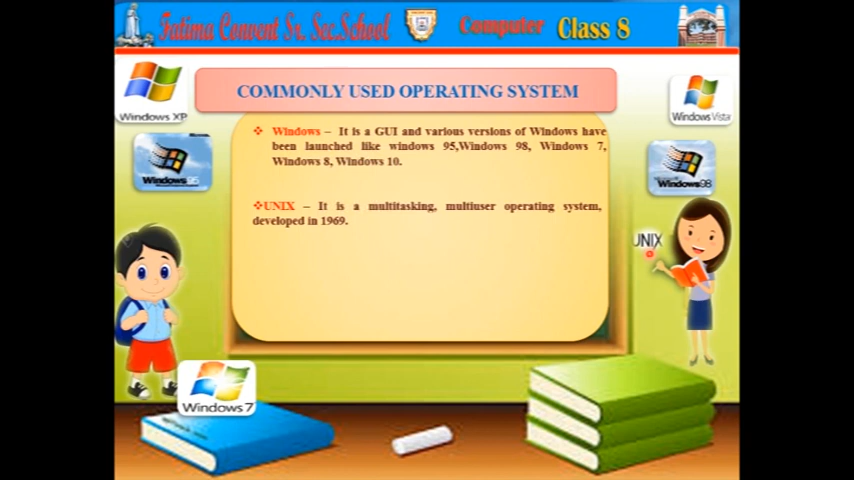 Fatima Convent Sr. Sec.School Computer Class 8
COMMONLY USED OPERATING SYSTEM
Windows XP
Windows Vista
❖ Windows – It is a GUI and various versions of Windows have
been launched like windows 95,Windows 98, Windows 7,
Windows 8, Windows 10.
Windows 95
Windows98
❖UNIX – It is a multitasking, multiuser operating system,
developed in 1969.
UNIX
Windows 7